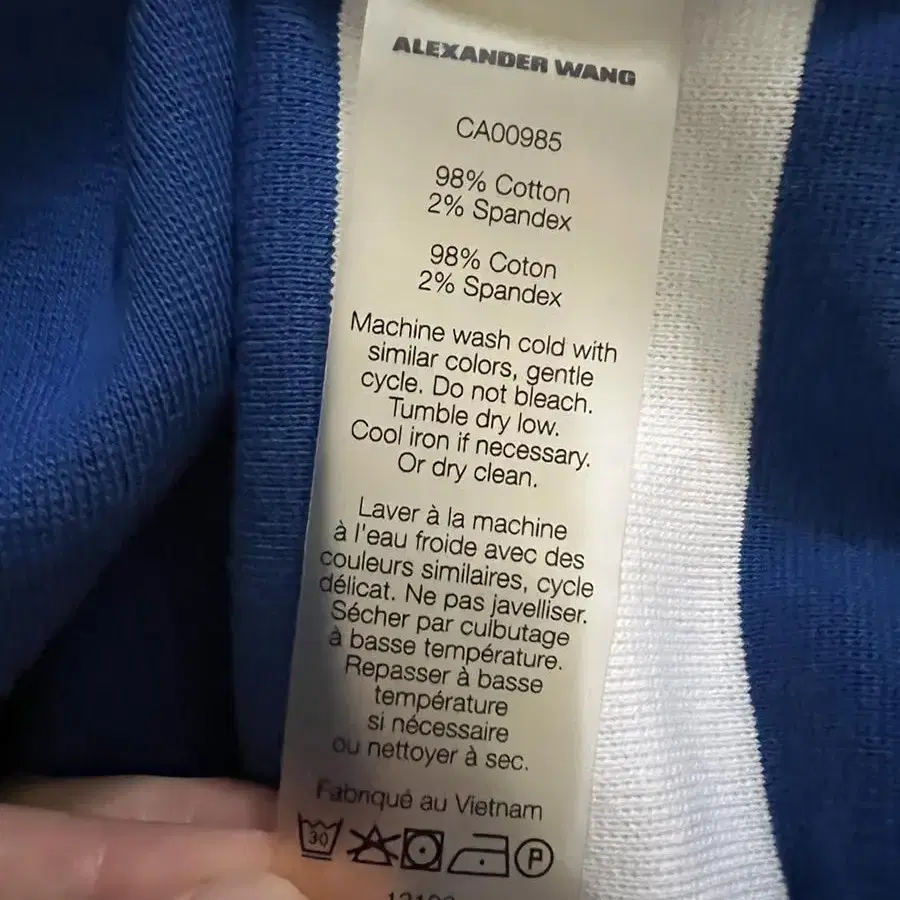 ALEXANDER WANG
CA00985
98% Cotton
2% Spandex
98% Coton
2% Spandex
Machine wash cold with
similar colors, gentle
cycle. Do not bleach.
Tumble dry low.
Cool iron if necessary.
Or dry clean.
Laver à la machine
à l'eau froide avec des
couleurs similaires, cycle
délicat. Ne pas javelliser.
Sécher par culbutage
à basse température.
Repasser à basse
température
si nécessaire
ou nettoyer à sec.
Fabriqué au Vietnam
30 P